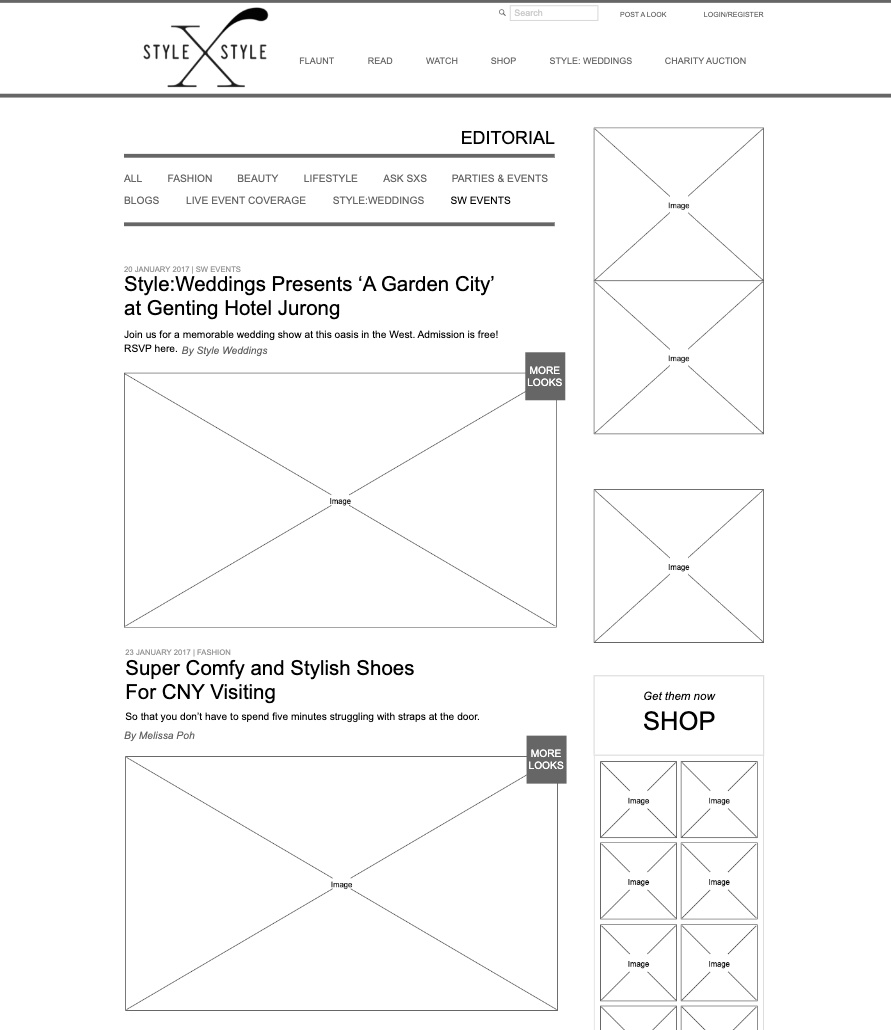 Search
POST A LOOK
LOGIN/REGISTER
STYLE X STYLE
FLAUNT
READ
WATCH
SHOP
STYLE: WEDDINGS
CHARITY AUCTION
EDITORIAL
ALL
FASHION
BEAUTY
LIFESTYLE
ASK SXS
PARTIES & EVENTS
BLOGS
LIVE EVENT COVERAGE
STYLE:WEDDINGS
SW EVENTS
20 JANUARY 2017 | SW EVENTS
Style:Weddings Presents ‘A Garden City’
at Genting Hotel Jurong
Join us for a memorable wedding show at this oasis in the West. Admission is free!
RSVP here. By Style Weddings
MORE
LOOKS
Image
23 JANUARY 2017 | FASHION
Super Comfy and Stylish Shoes
For CNY Visiting
So that you don’t have to spend five minutes struggling with straps at the door.
By Melissa Poh
MORE
LOOKS
Image
Image
Image
Image
Get them now
SHOP
Image
Image
Image
Image
Image
Image